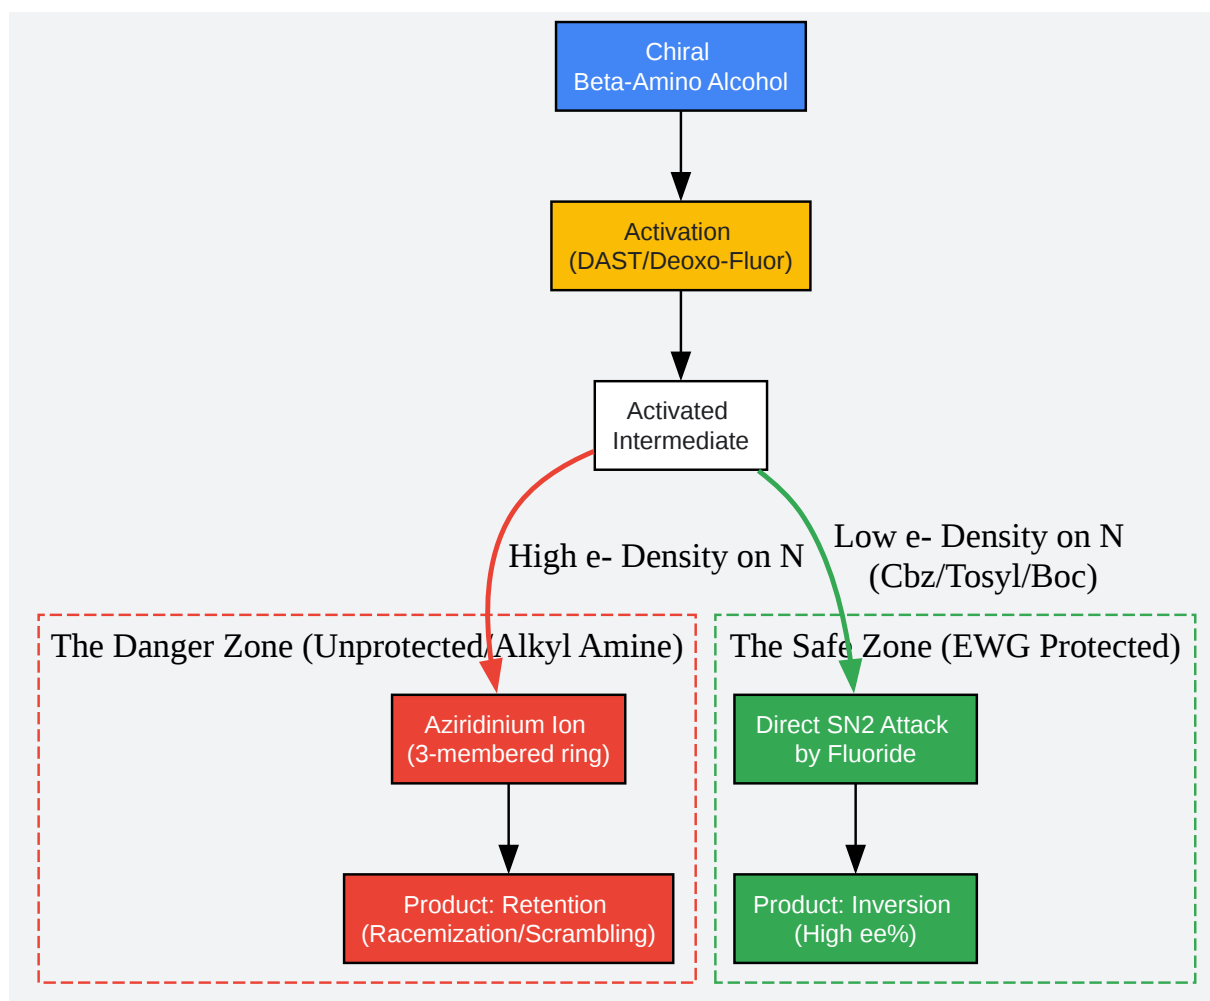 Chiral
Beta-Amino Alcohol
Activation
(DAST/Deoxo-Fluor)
Activated
Intermediate
High e- Density on N
Low e- Density on N
(Cbz/Tosyl/Boc)
The Danger Zone (Unprotected/Alkyl Amine)
Aziridinium Ion
(3-membered ring)
Product: Retention
(Racemization/Scrambling)
The Safe Zone (EWG Protected)
Direct SN2 Attack
by Fluoride
Product: Inversion
(High ee%)